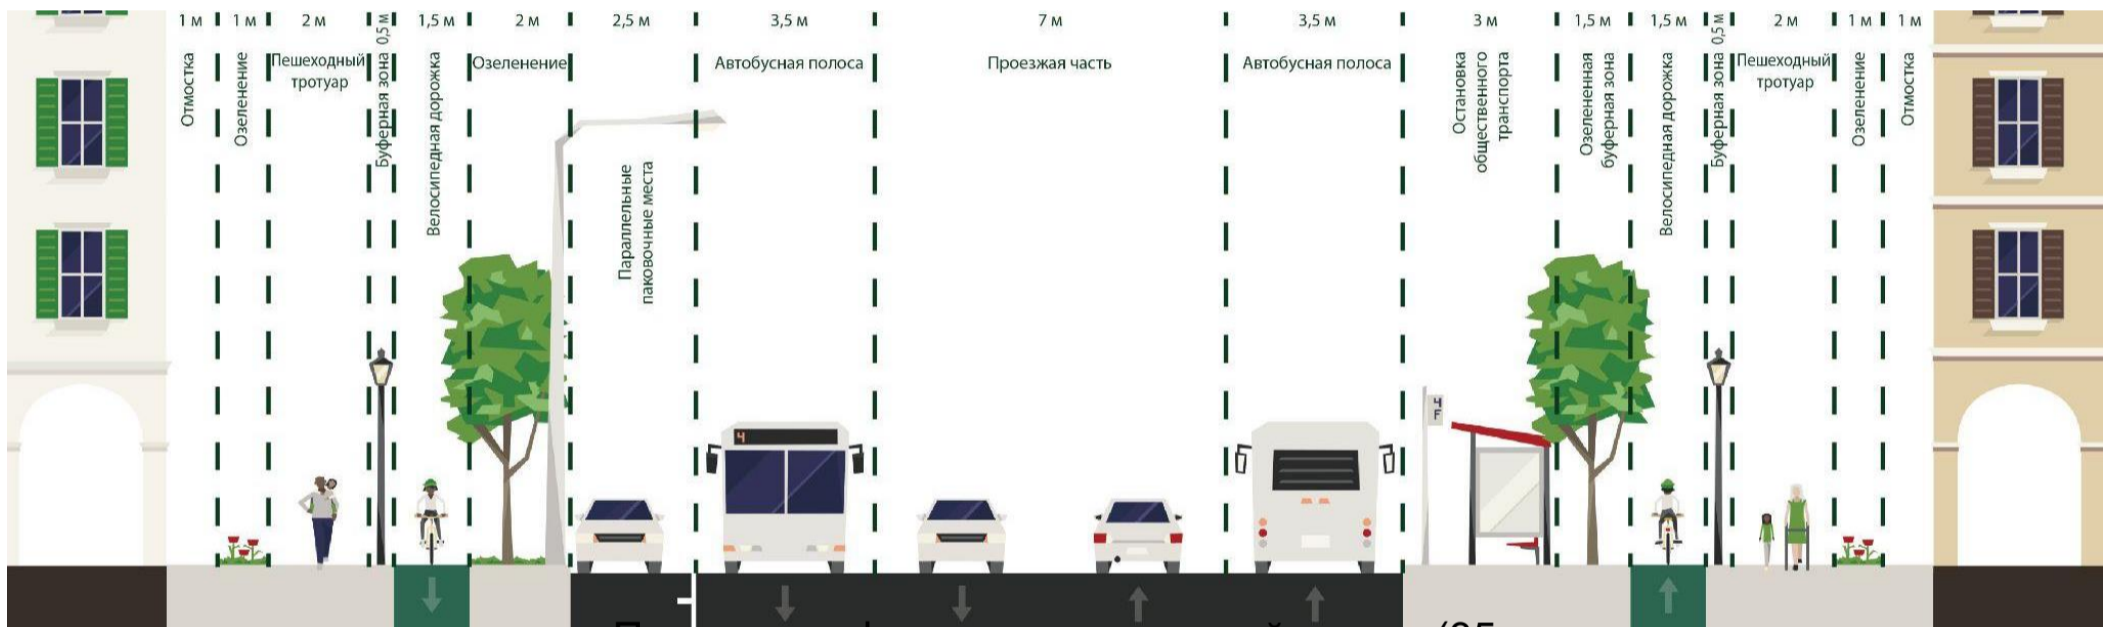 1 м
1 м
2 м
0,5 м
1,5 м
2 м
2,5 м
3,5 м
7 м
3,5 м
3 м
1,5 м
1,5 м
0,5 м
2 м
1 м
1 м
Отмостка
Озеленение
Пешеходный
тротуар
Буферная зона
Велосипедная дорожка
Озеленение
Параллельные
паковочные места
Автобусная полоса
Проезжая часть
Автобусная полоса
Остановка
общественного
транспорта
Озелененная
буферная зона
Велосипедная дорожка
Буферная зона
Пешеходный
тротуар
Озеленение
Отмостка
4
4
F